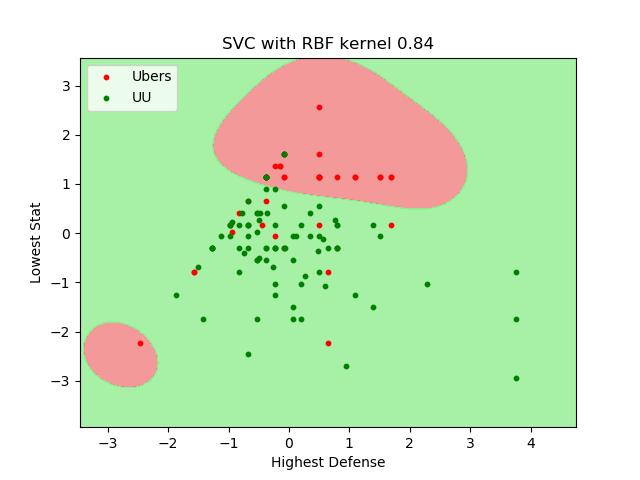 SVC with RBF kernel 0.84
Ubers
UU
3
2
1
0
−1
−2
−3
Lowest Stat
−3 −2 −1 0 1 2 3 4
Highest Defense